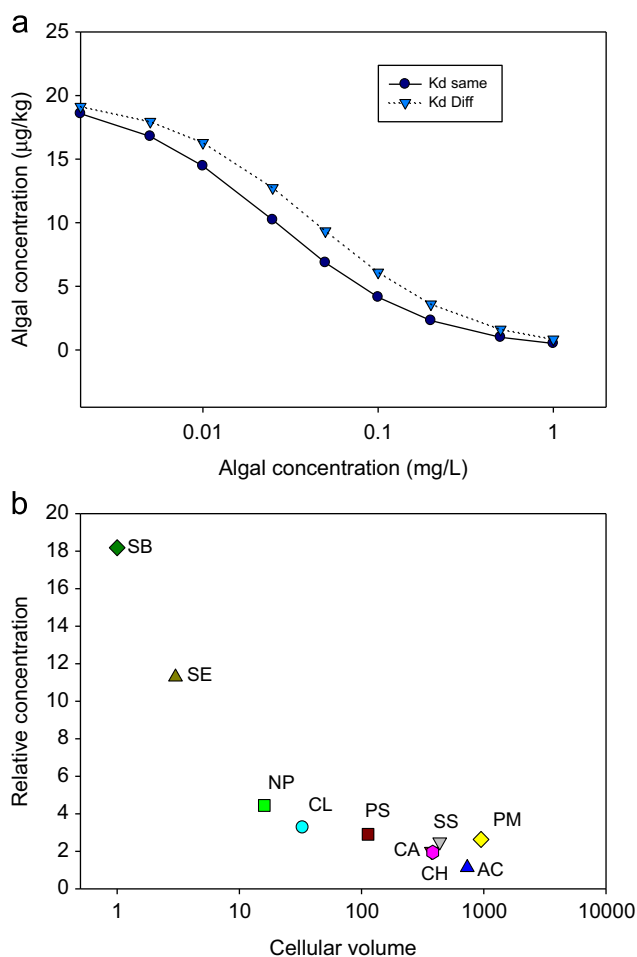 a
25
20
15
10
5
0
Algal concentration (µg/kg)
Kd same
Kd Diff
0.01 0.1 1
Algal concentration (mg/L)
b
20
18
16
14
12
10
8
6
4
2
0
Relative concentration
SB
SE
NP
CL
PS
SS
PM
CA
CH
AC
1 10 100 1000 10000
Cellular volume